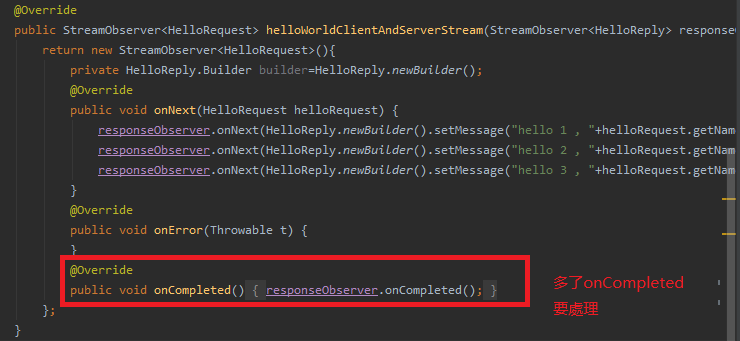 @Override
public StreamObserver<HelloRequest> helloWorldClientAndServerStream(StreamObserver<HelloReply> respons
return new StreamObserver<HelloRequest>(){
private HelloReply.Builder builder=HelloReply.newBuilder();
@Override
public void onNext(HelloRequest helloRequest) {
responseObserver.onNext(HelloReply.newBuilder().setMessage("hello 1 , "+helloRequest.getNam
responseObserver.onNext(HelloReply.newBuilder().setMessage("hello 2 , "+helloRequest.getNam
responseObserver.onNext(HelloReply.newBuilder().setMessage("hello 3 , "+helloRequest.getNam
}
@Override
public void onError(Throwable t) {
}
@Override
public void onCompleted() { responseObserver.onCompleted(); }
多了onCompleted
要處理
};
}